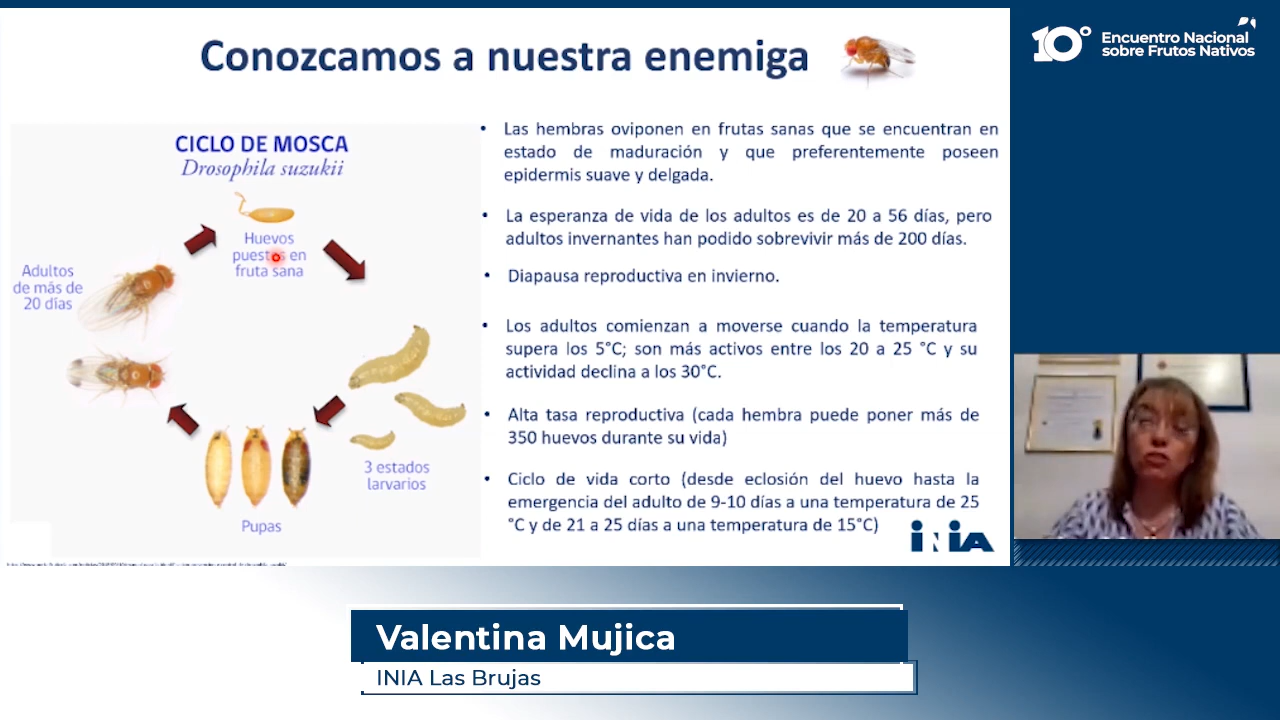 Conozcamos a nuestra enemiga
10° Encuentro Nacional
sobre Frutos Nativos
CICLO DE MOSCA
Drosophila suzukii
Huevos
puestos en
fruta sana
Adultos
de más de
20 días
3 estados
larvarios
Pupas
• Las hembras oviponen en frutas sanas que se encuentran en
estado de maduración y que preferentemente poseen
epidermis suave y delgada.
• La esperanza de vida de los adultos es de 20 a 56 días, pero
adultos invernantes han podido sobrevivir más de 200 días.
• Diapausa reproductiva en invierno.
• Los adultos comienzan a moverse cuando la temperatura
supera los 5°C; son más activos entre los 20 a 25 °C y su
actividad declina a los 30°C.
• Alta tasa reproductiva (cada hembra puede poner más de
350 huevos durante su vida)
• Ciclo de vida corto (desde eclosión del huevo hasta la
emergencia del adulto de 9-10 días a una temperatura de 25
°C y de 21 a 25 días a una temperatura de 15°C)
INIA
Valentina Mujica
INIA Las Brujas